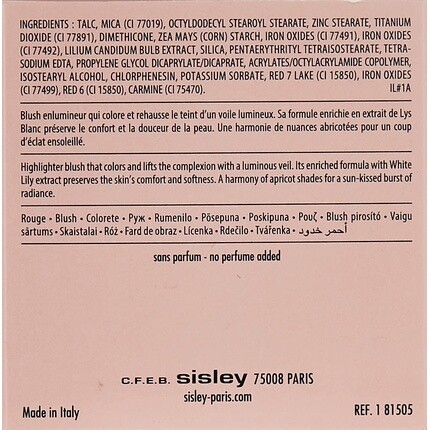 INGREDIENTS: TALC, MICA (CI 77019), OCTYLDODECYL STEAROYL STEARATE, ZINC STEARATE, TITANIUM
DIOXIDE (CI 77891), DIMETHICONE, ZEA MAYS (CORN) STARCH, IRON OXIDES (CI 77491), IRON OXIDES
(CI 77492), LILIUM CANDIDUM BULB EXTRACT, SILICA, PENTAERYTHRITYL TETRAISOSTEARATE, TETRA-
SODIUM EDTA, PROPYLENE GLYCOL DICAPRYLATE/DICAPRATE, ACRYLATES/OCTYLACRYLAMIDE COPOLYMER,
ISOSTEARYL ALCOHOL, CHLORPHENESIN, POTASSIUM SORBATE, RED 7 LAKE (CI 15850), IRON OXIDES
(CI 77499), RED 6 (CI 15850), CARMINE (CI 75470). IL#1A
Blush enlumineur qui colore et rehausse le teint d'un voile lumineux. Sa formule enrichie en extrait de Lys
Blanc préserve le confort et la douceur de la peau. Une harmonie de nuances abricotées pour un coup
d'éclat ensoleillé.
Highlighter blush that colors and lifts the complexion with a luminous veil. Its enriched formula with White
Lily extract preserves the skin's comfort and softness. A harmony of apricot shades for a sun-kissed burst of
radiance.
Rouge • Blush • Colorete • Руж • Rumenilo • Põsepuna • Poskipuna • Ρουζ • Blush pirosító • Vaigu
sārtums • Skaistalai • Róż • Fard de obraz • Lícenka • Rdečilo • Tvářenka • أحمر خدود
sans parfum - no perfume added
C.F.E.B. sisley 75008 PARIS
sisley-paris.com
Made in Italy REF. 1 81505